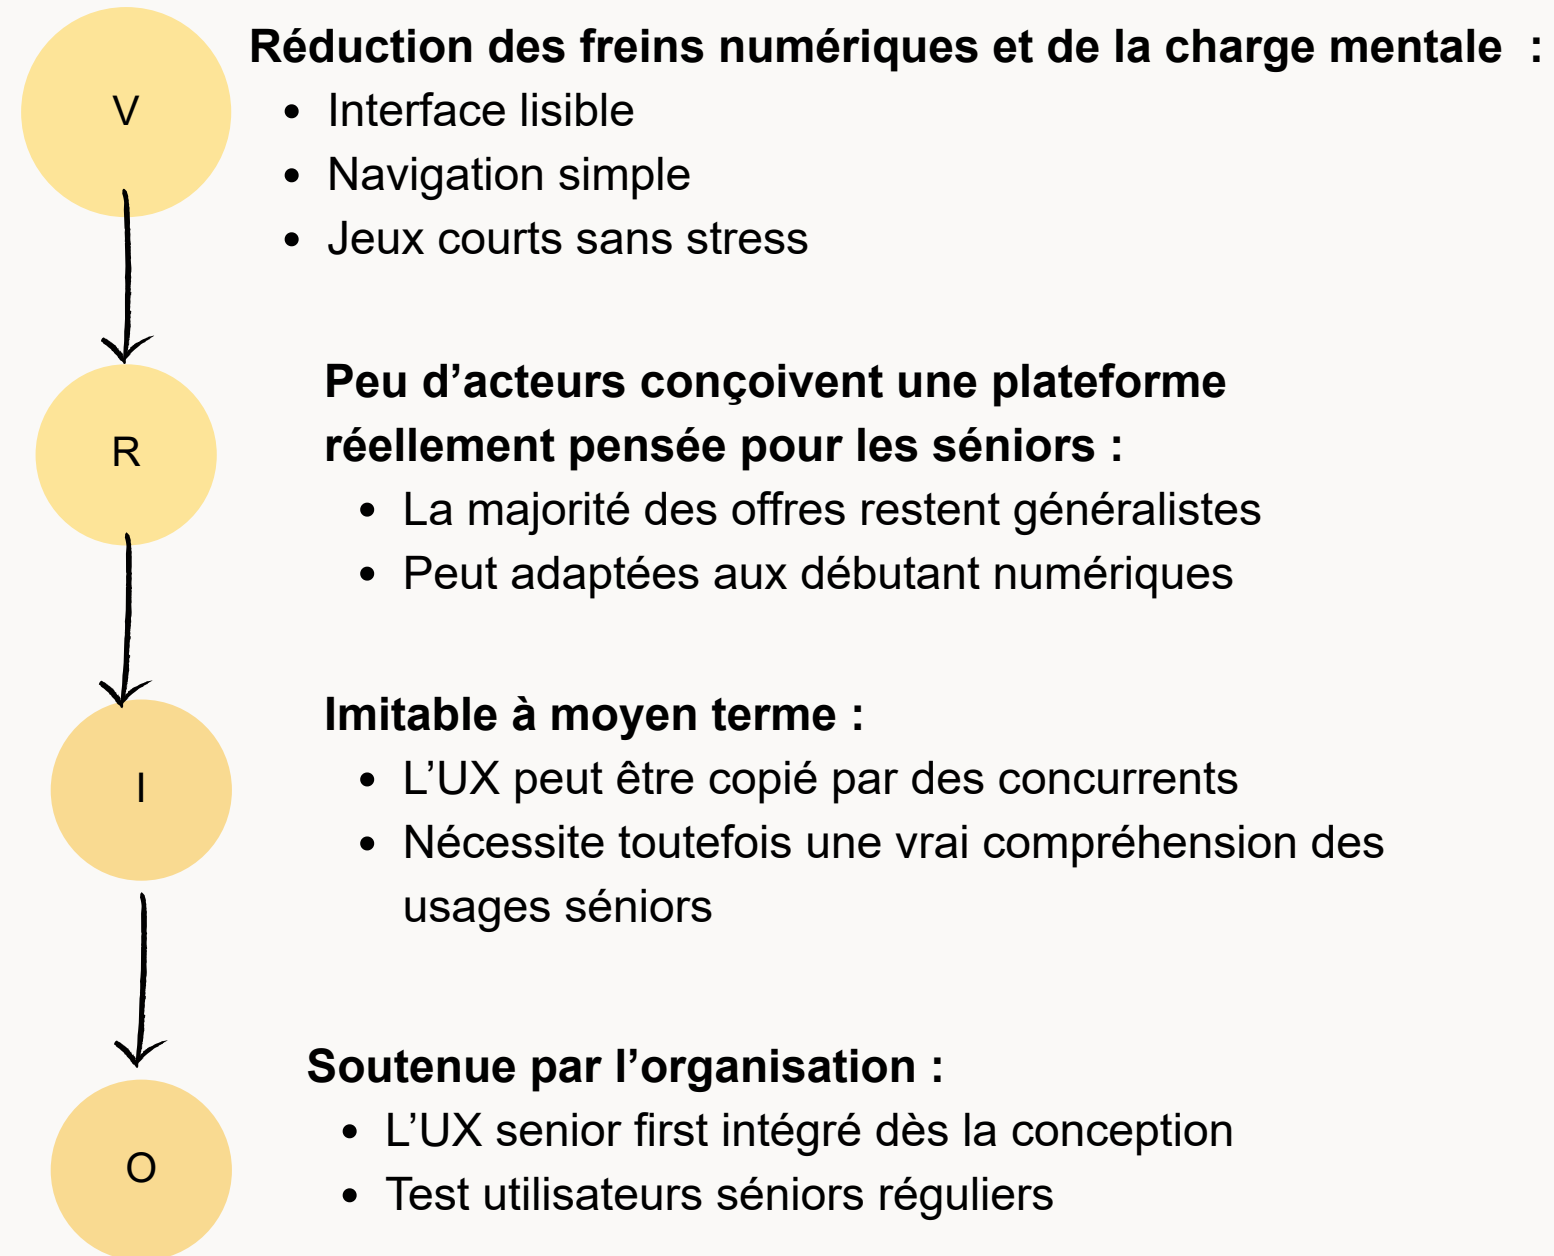 V
Réduction des freins numériques et de la charge mentale :
• Interface lisible
• Navigation simple
• Jeux courts sans stress
R
Peu d’acteurs conçoivent une plateforme
réellement pensée pour les séniors :
• La majorité des offres restent généralistes
• Peut adaptées aux débutant numériques
I
Imitable à moyen terme :
• L’UX peut être copié par des concurrents
• Nécessite toutefois une vrai compréhension des
usages séniors
O
Soutenue par l’organisation :
• L’UX senior first intégré dès la conception
• Test utilisateurs séniors réguliers